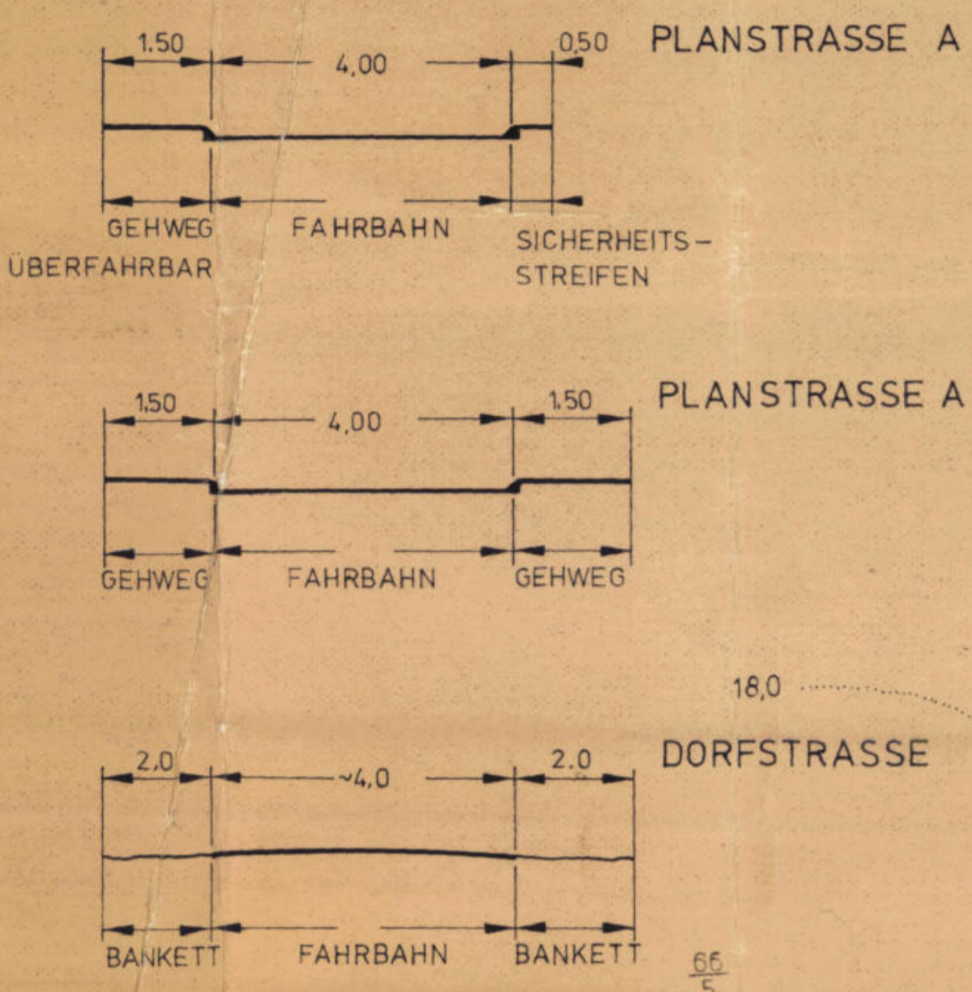 1.50 4,00 0,50 PLANSTRASSE A
GEHWEG FAHRBAHN SICHERHEITS-
ÜBERFAHRBAR STREIFEN
1,50 4,00 1,50 PLANSTRASSE A
GEHWEG FAHRBAHN GEHWEG
18,0
2,0 ~4,0 2.0 DORFSTRASSE
BANKETT FAHRBAHN BANKETT
66
5